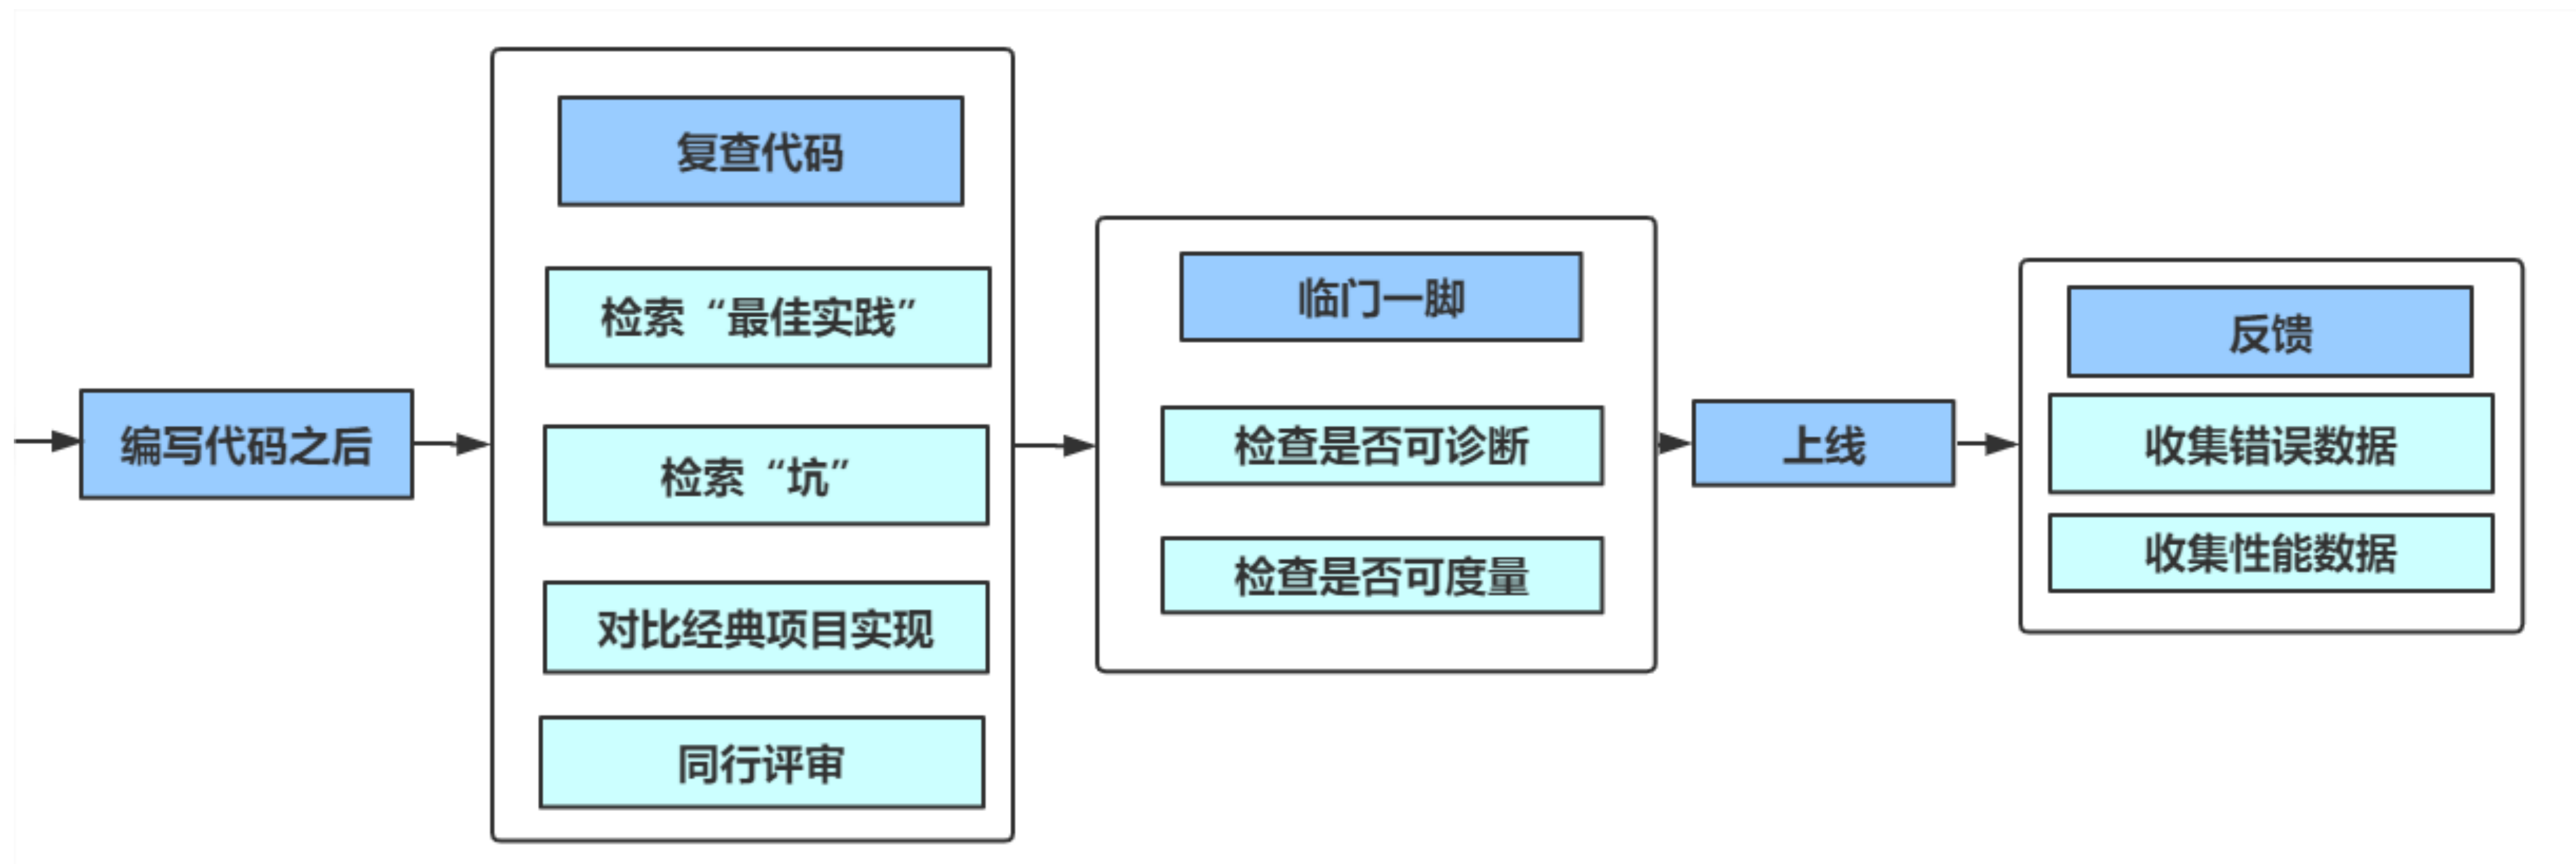 编写代码之后
复查代码
检索“最佳实践”
检索“坑”
对比经典项目实现
同行评审
临门一脚
检查是否可诊断
检查是否可度量
上线
反馈
收集错误数据
收集性能数据